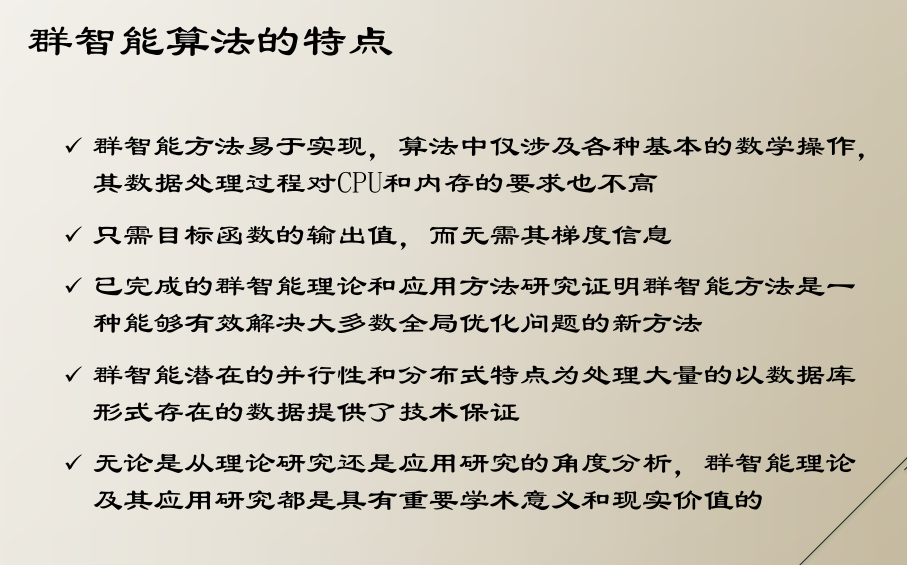 群智能算法的特点
✓ 群智能方法易于实现，算法中仅涉及各种基本的数学操作，
其数据处理过程对CPU和内存的要求也不高
✓ 只需目标函数的输出值，而无需其梯度信息
✓ 已完成的群智能理论和应用方法研究证明群智能方法是一
种能够有效解决大多数全局优化问题的新方法
✓ 群智能潜在的并行性和分布式特点为处理大量的以数据库
形式存在的数据提供了技术保证
✓ 无论是从理论研究还是应用研究的角度分析，群智能理论
及其应用研究都是具有重要学术意义和现实价值的